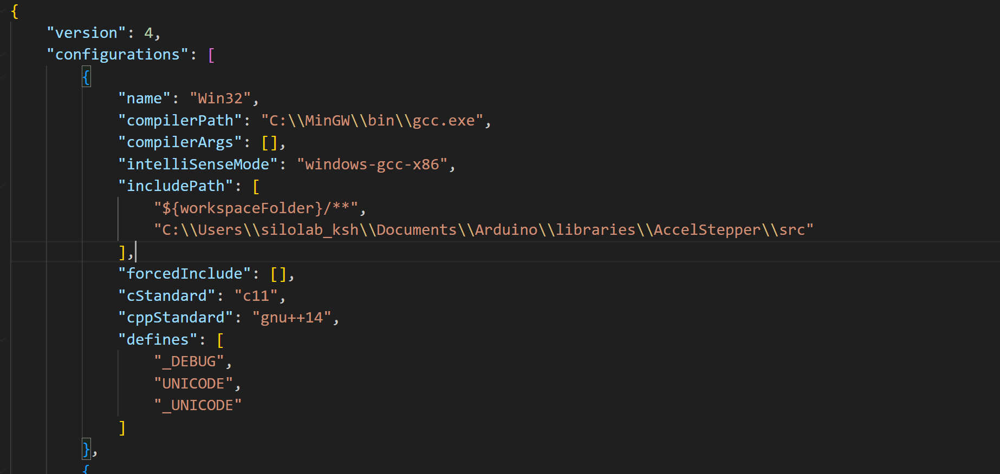 {
"version": 4,
"configurations": [
{
"name": "Win32",
"compilerPath": "C:\\MinGW\\bin\\gcc.exe",
"compilerArgs": [],
"intelliSenseMode": "windows-gcc-x86",
"includePath": [
"${workspaceFolder}/**",
"C:\\Users\\silolab_ksh\\Documents\\Arduino\\libraries\\AccelStepper\\src"
],
"forcedInclude": [],
"cStandard": "c11",
"cppStandard": "gnu++14",
"defines": [
"_DEBUG",
"UNICODE",
"_UNICODE"
]
},
{